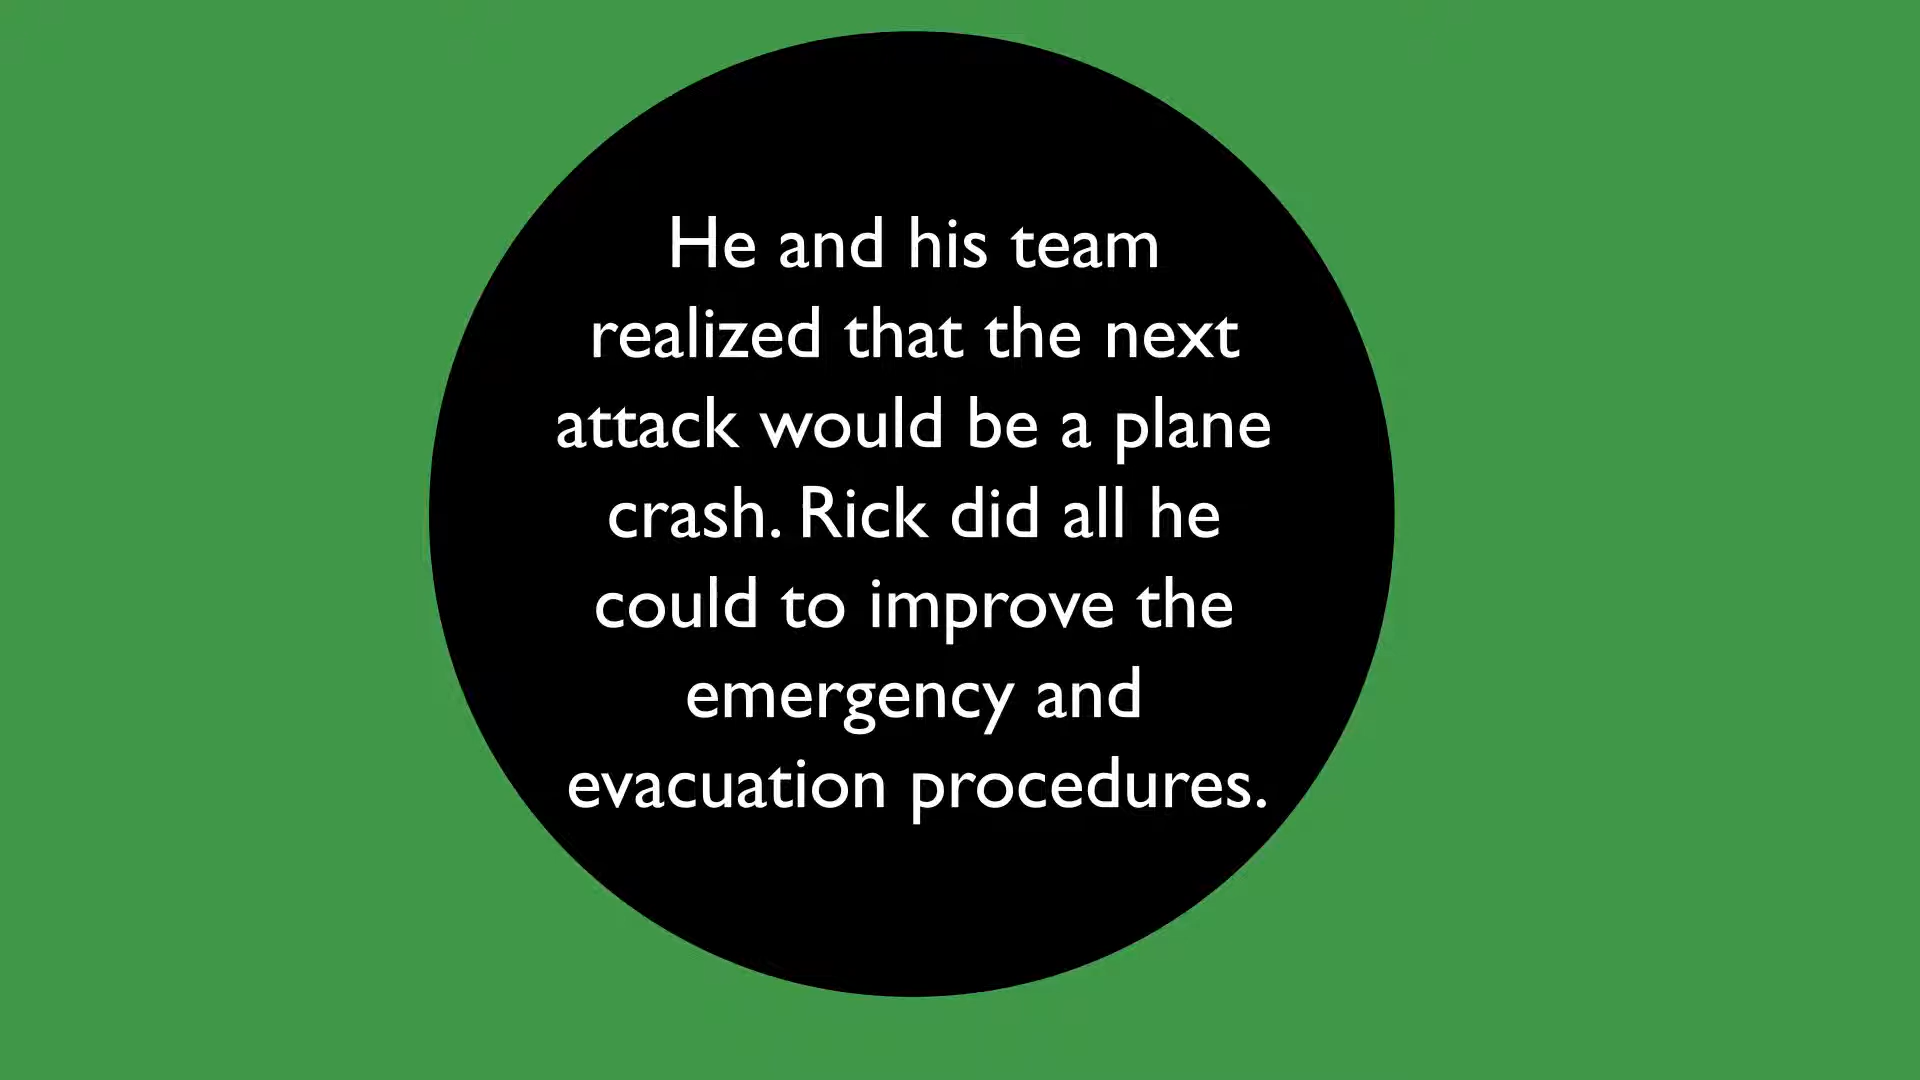 He and his team
realized that the next
attack would be a plane
crash. Rick did all he
could to improve the
emergency and
evacuation procedures.